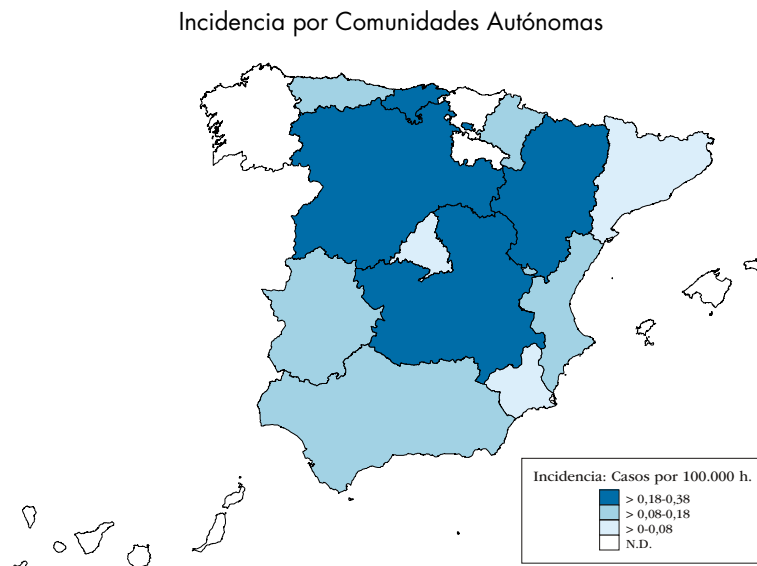 Incidencia por Comunidades Autónomas
Incidencia: Casos por 100.000 h.
> 0,18-0,38
> 0,08-0,18
> 0-0,08
N.D.